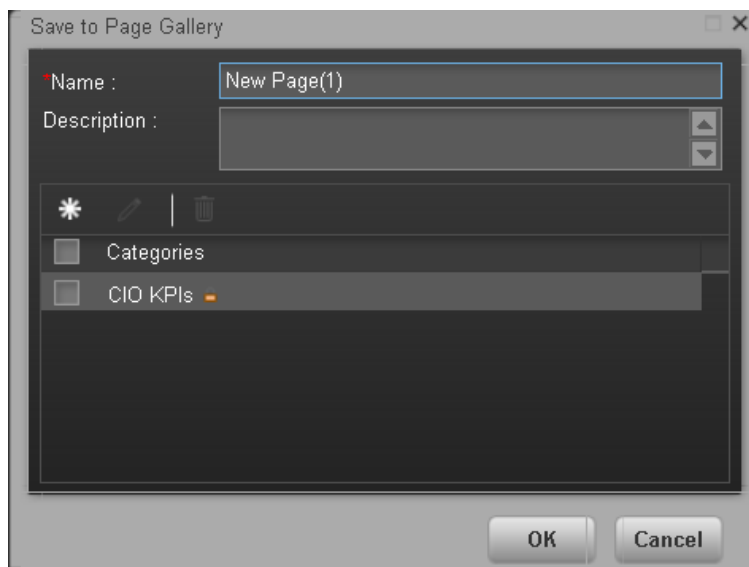 Save to Page Gallery
*Name :
New Page(1)
Description :
Categories
CIO KPIs
OK
Cancel